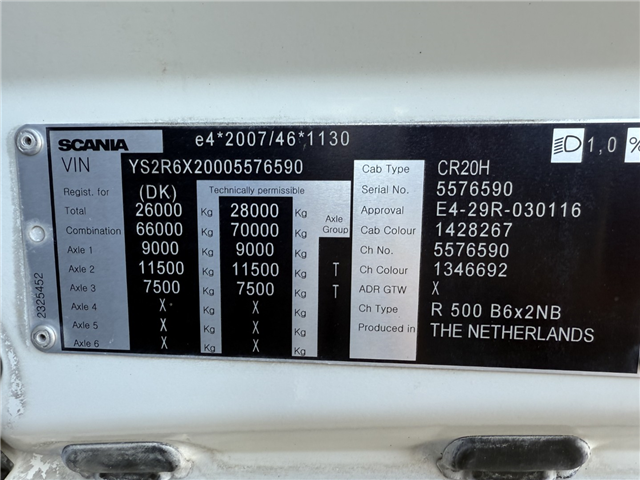 SCANIA e4*2007/46*1130 1,0 %
VIN YS2R6X20005576590 Cab Type CR20H
Regist. for (DK) Technically permissible Serial No. 5576590
Total 26000 Kg 28000 Kg Axle Group Approval E4-29R-030116
Combination 66000 Kg 70000 Kg Cab Colour 1428267
Axle 1 9000 Kg 9000 Kg Ch No. 5576590
Axle 2 11500 Kg 11500 Kg T Ch Colour 1346692
Axle 3 7500 Kg 7500 Kg T ADR GTW X
Axle 4 X Kg X Kg Ch Type R 500 B6x2NB
Axle 5 X Kg X Kg Produced in THE NETHERLANDS
Axle 6 X Kg X Kg
2325452